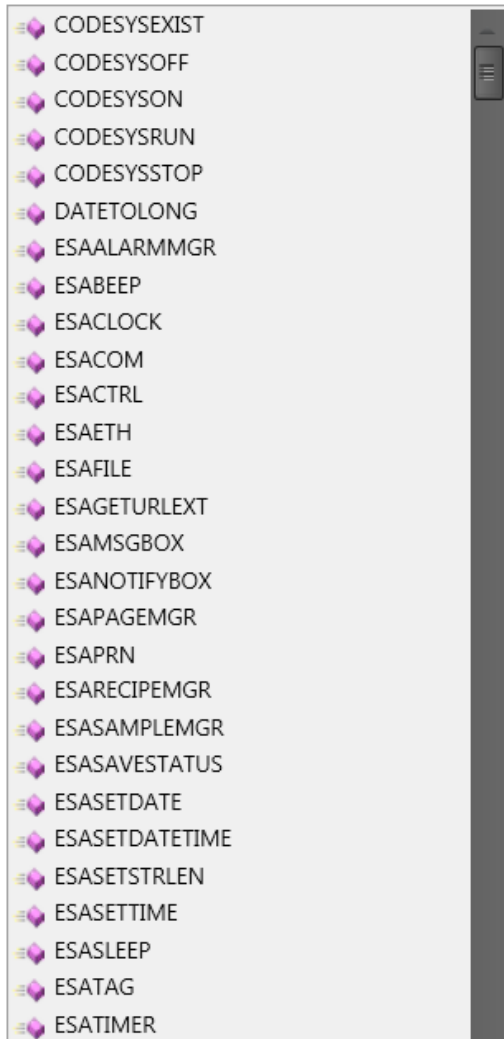 CODESYSEXIST
CODESYSOFF
CODESYSON
CODESYSRUN
CODESYSSTOP
DATETOLONG
ESAALARMMGR
ESABEEP
ESACLOCK
ESACOM
ESACTRL
ESAETH
ESAFILE
ESAGETURLEXT
ESAMSGBOX
ESANOTIFYBOX
ESAPAGEMGR
ESAPRN
ESARECIPEMGR
ESASAMPLEMGR
ESASAVESTATUS
ESASETDATE
ESASETDATETIME
ESASETSTRLEN
ESASETTIME
ESASLEEP
ESATAG
ESATIMER